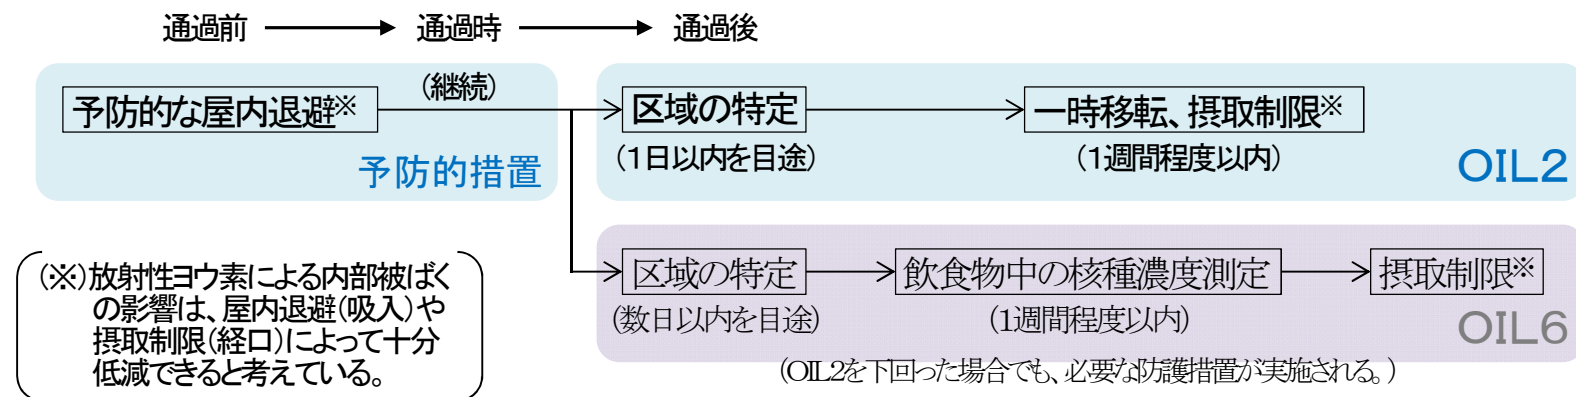 通過前 → 通過時 → 通過後
予防的な屋内退避※
(継続)
予防的措置
区域の特定
(1日以内を目途)
一時移転、摂取制限※
(1週間程度以内)
OIL2
区域の特定
(数日以内を目途)
飲食物中の核種濃度測定
(1週間程度以内)
摂取制限※
OIL6
(OIL2を下回った場合でも、必要な防護措置が実施される。)
(※)放射性ヨウ素による内部被ばく
の影響は、屋内退避(吸入)や
摂取制限(経口)によって十分
低減できると考えている。